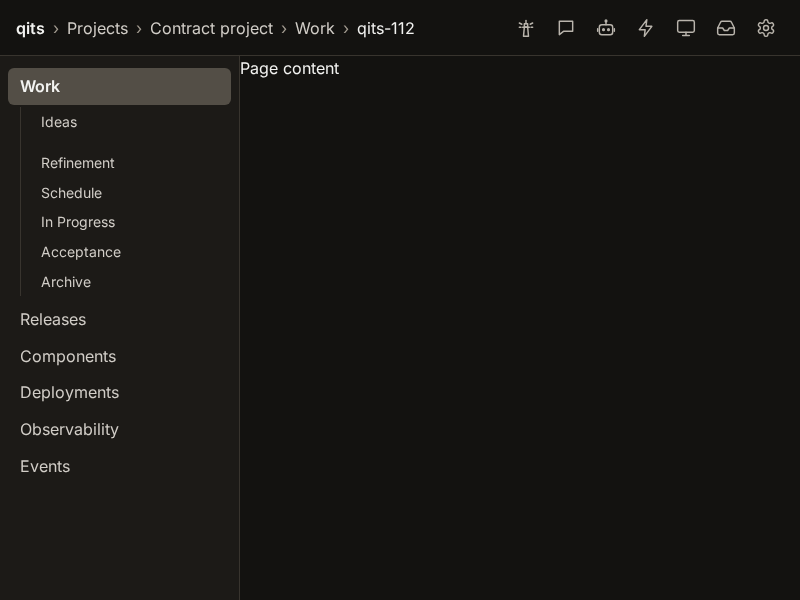 qits › Projects › Contract project › Work › qits-112
Work
Page content
Ideas
Refinement
Schedule
In Progress
Acceptance
Archive
Releases
Components
Deployments
Observability
Events